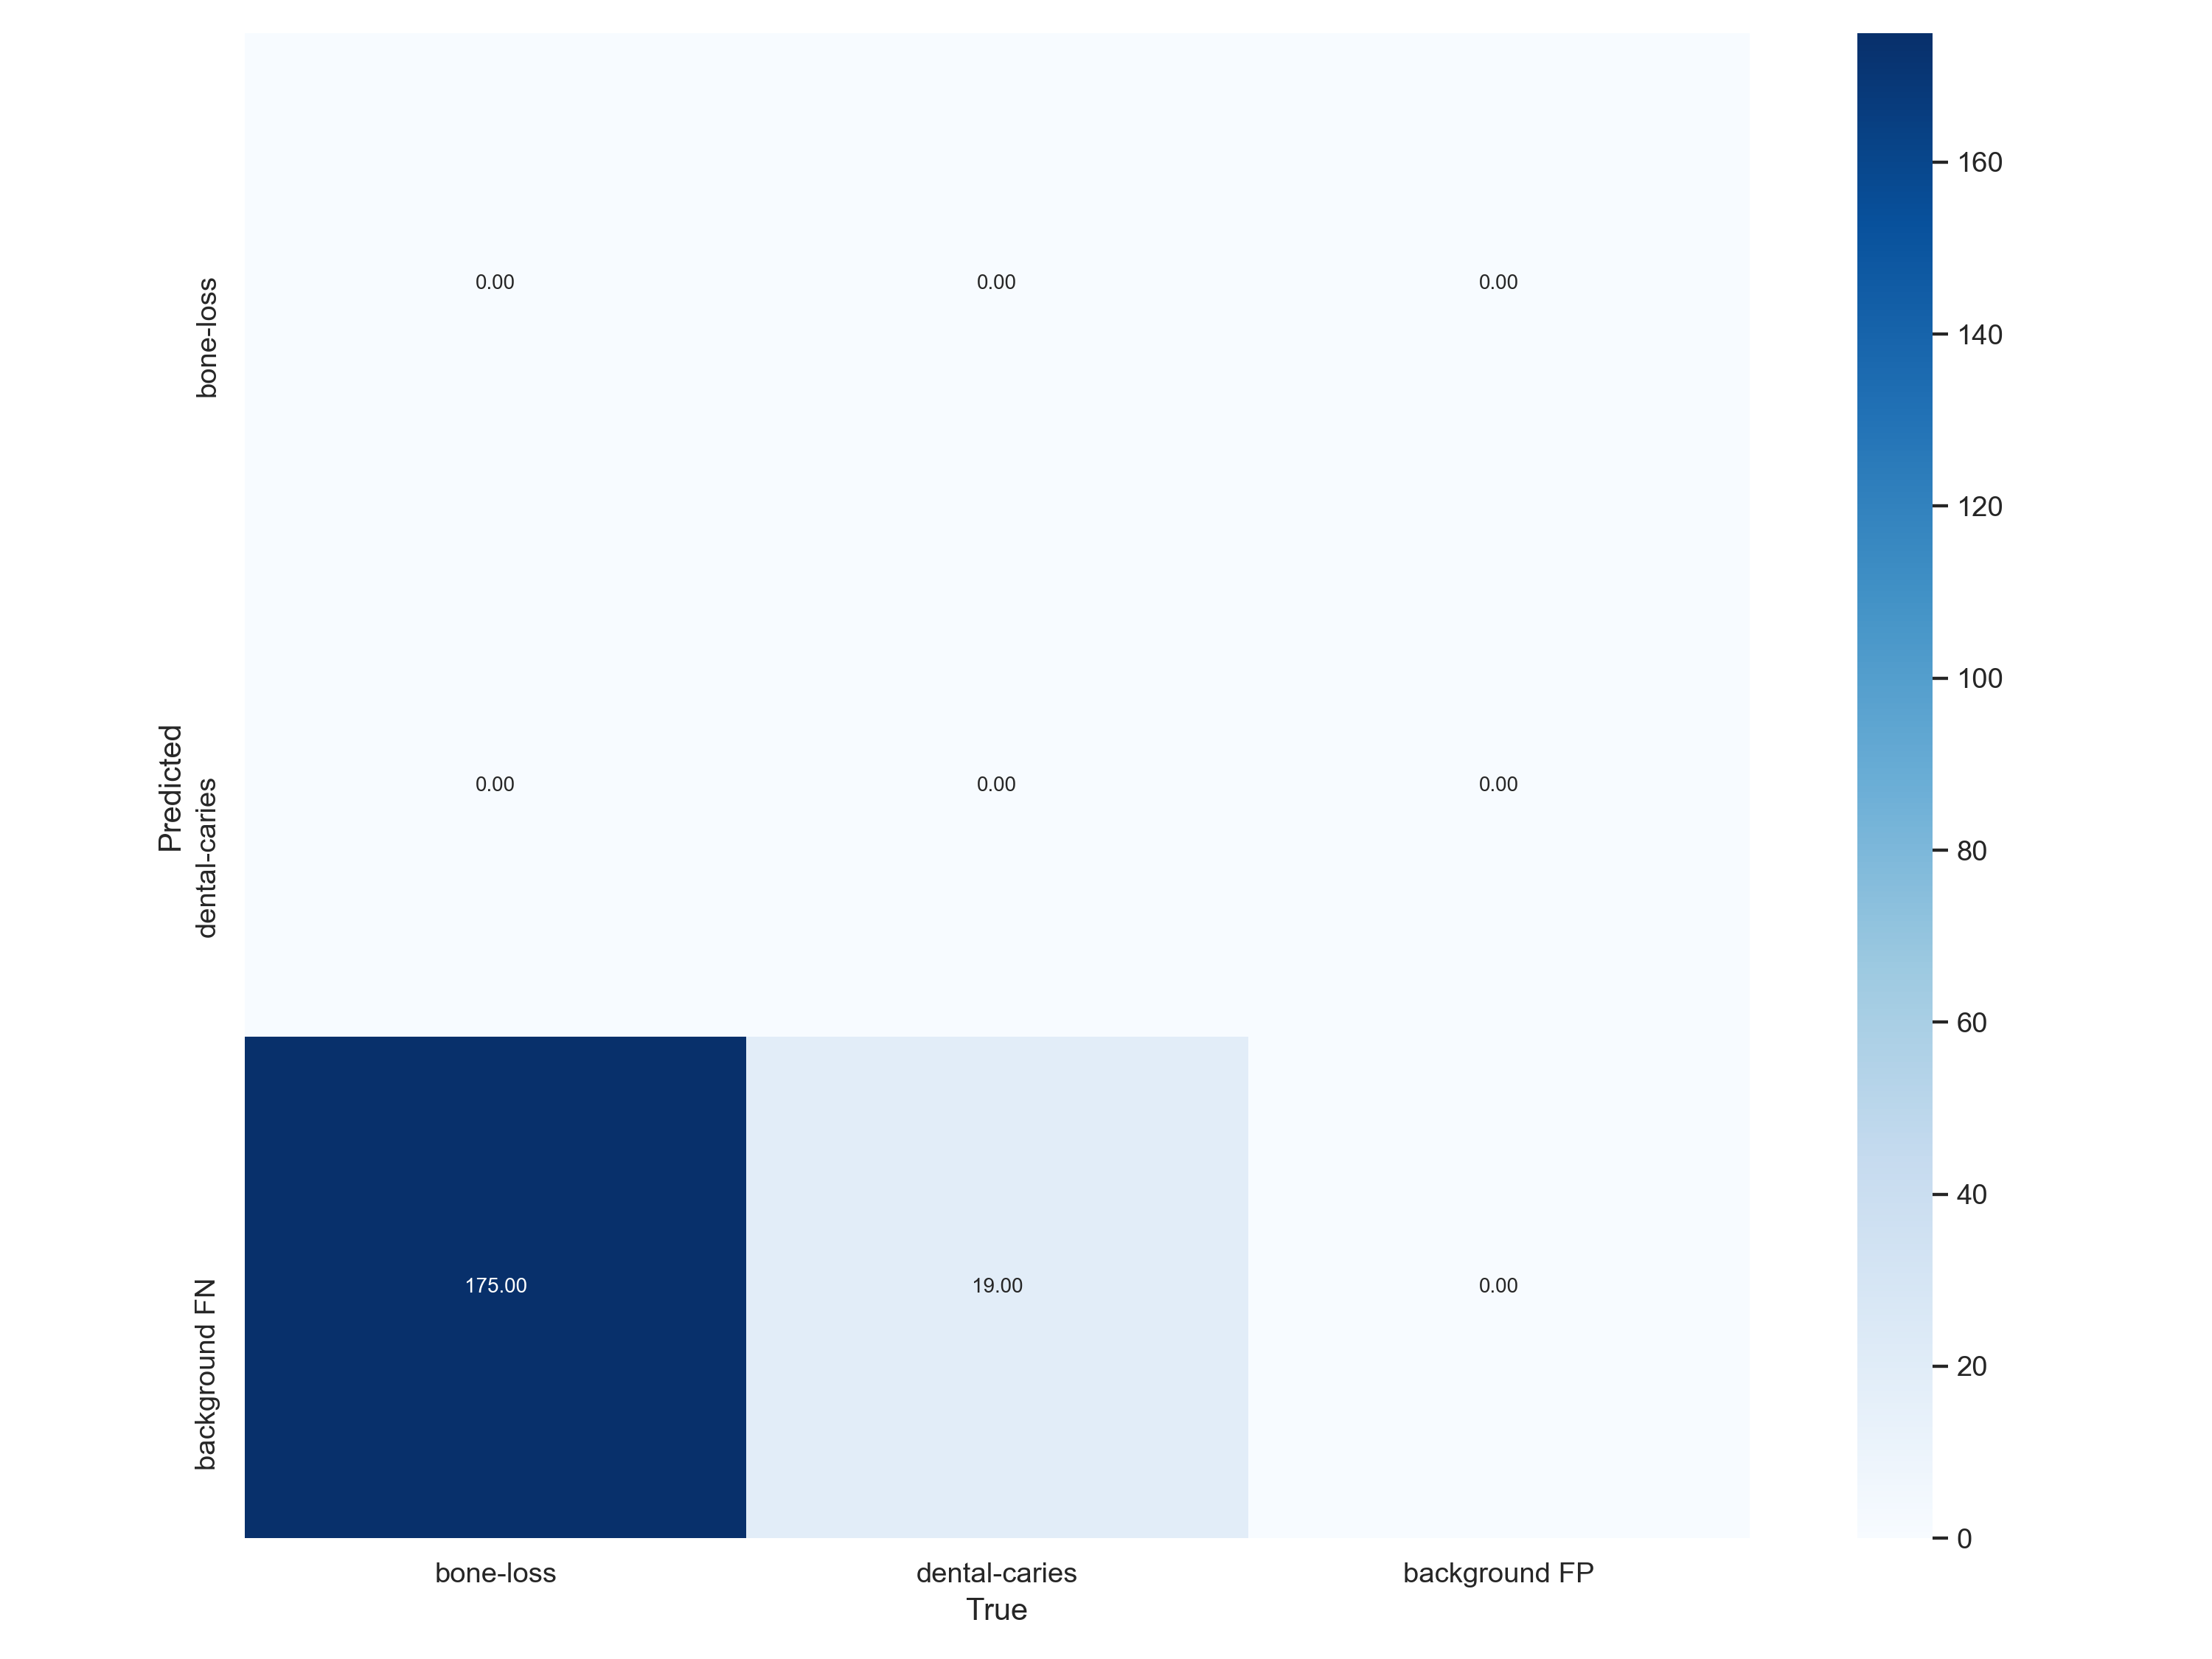 bone-loss
0.00 0.00 0.00
Predicted
dental-caries
0.00 0.00 0.00
background FN
175.00 19.00 0.00
bone-loss dental-caries background FP
True
160
140
120
100
80
60
40
20
0